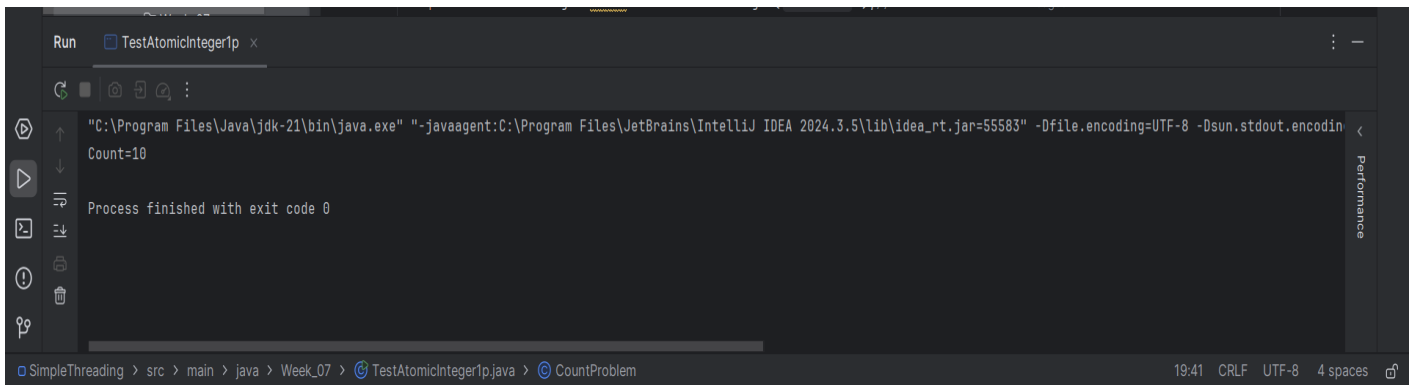 Run TestAtomicInteger1p
"C:\Program Files\Java\jdk-21\bin\java.exe" "-javaagent:C:\Program Files\JetBrains\IntelliJ IDEA 2024.3.5\lib\idea_rt.jar=55583" -Dfile.encoding=UTF-8 -Dsun.stdout.encodin
Count=10
Process finished with exit code 0
Performance
SimpleThreading > src > main > java > Week_07 > TestAtomicInteger1p.java > CountProblem 19:41 CRLF UTF-8 4 spaces